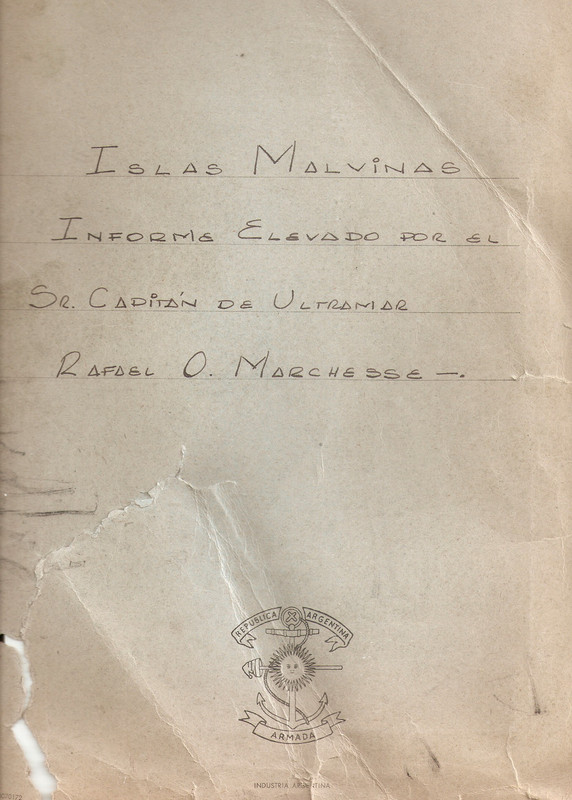 Islas Malvinas
Informe Elevado por el
Sr. Capitán de Ultramar
Rafael O. Marchesse —.
REPUBLICA ARGENTINA
ARMADA
INDUSTRIA ARGENTINA